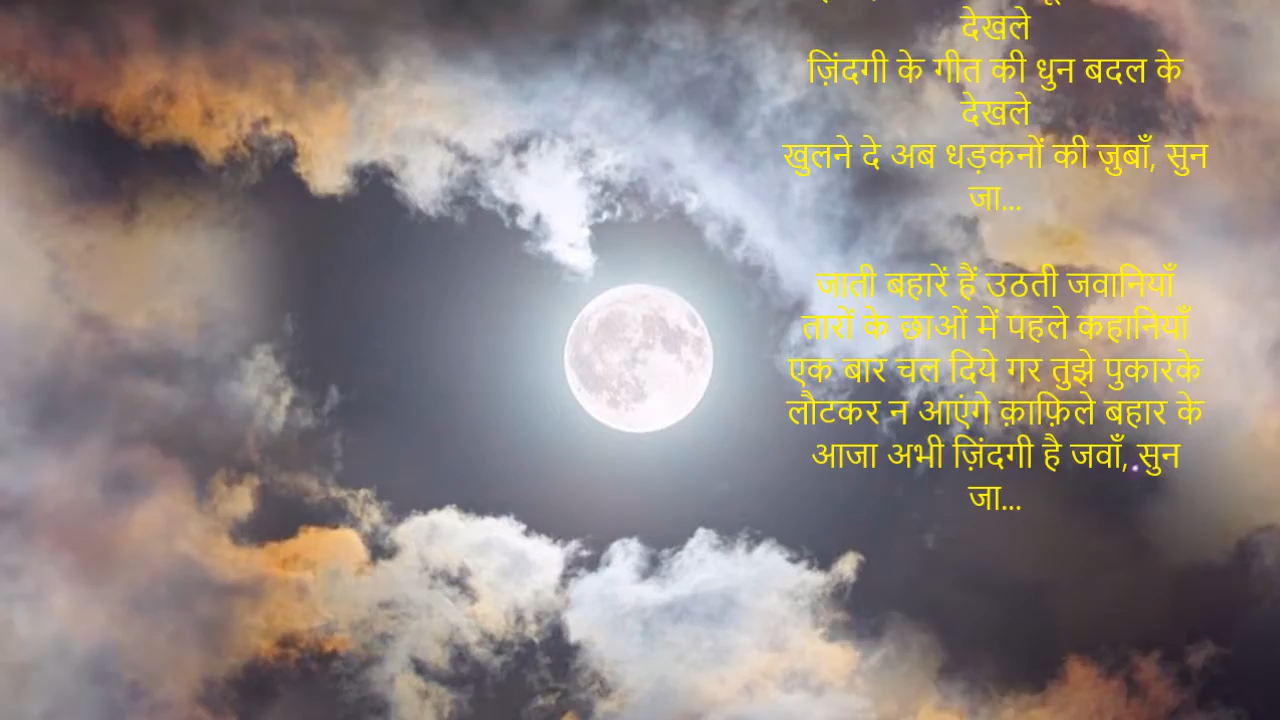 देखले
ज़िंदगी के गीत की धुन बदल के
देखले
खुलने दे अब धड़कनों की जुबाँ, सुन
जा...
जाती बहारें हैं उठती जवानियाँ
तारों के छाओं में पहले कहानियाँ
एक बार चल दिये गर तुझे पुकारके
लौटकर न आएंगे क़ाफ़िले बहार के
आजा अभी ज़िंदगी है जवाँ, सुन
जा...